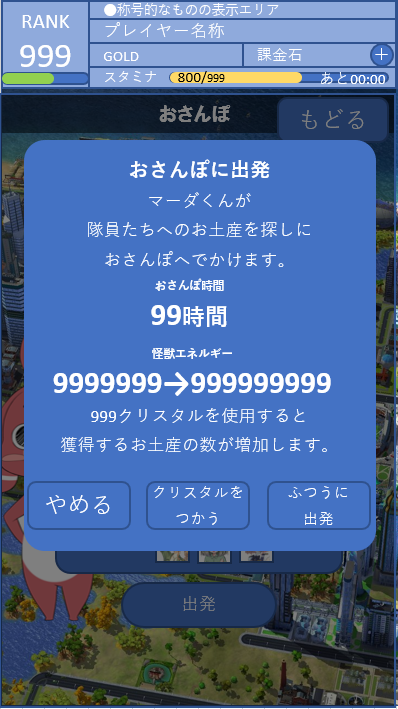 RANK
999
●称号的なものの表示エリア
プレイヤー名称
GOLD
課金石
+
スタミナ 800/999 あと00:00
おさんぽ
もどる
おさんぽに出発
マーダくんが
隊員たちへのお土産を探しに
おさんぽへでかけます。
おさんぽ時間
99時間
怪獣エネルギー
9999999→999999999
999クリスタルを使用すると
獲得するお土産の数が増加します。
やめる
クリスタルを
つかう
ふつうに
出発
出発